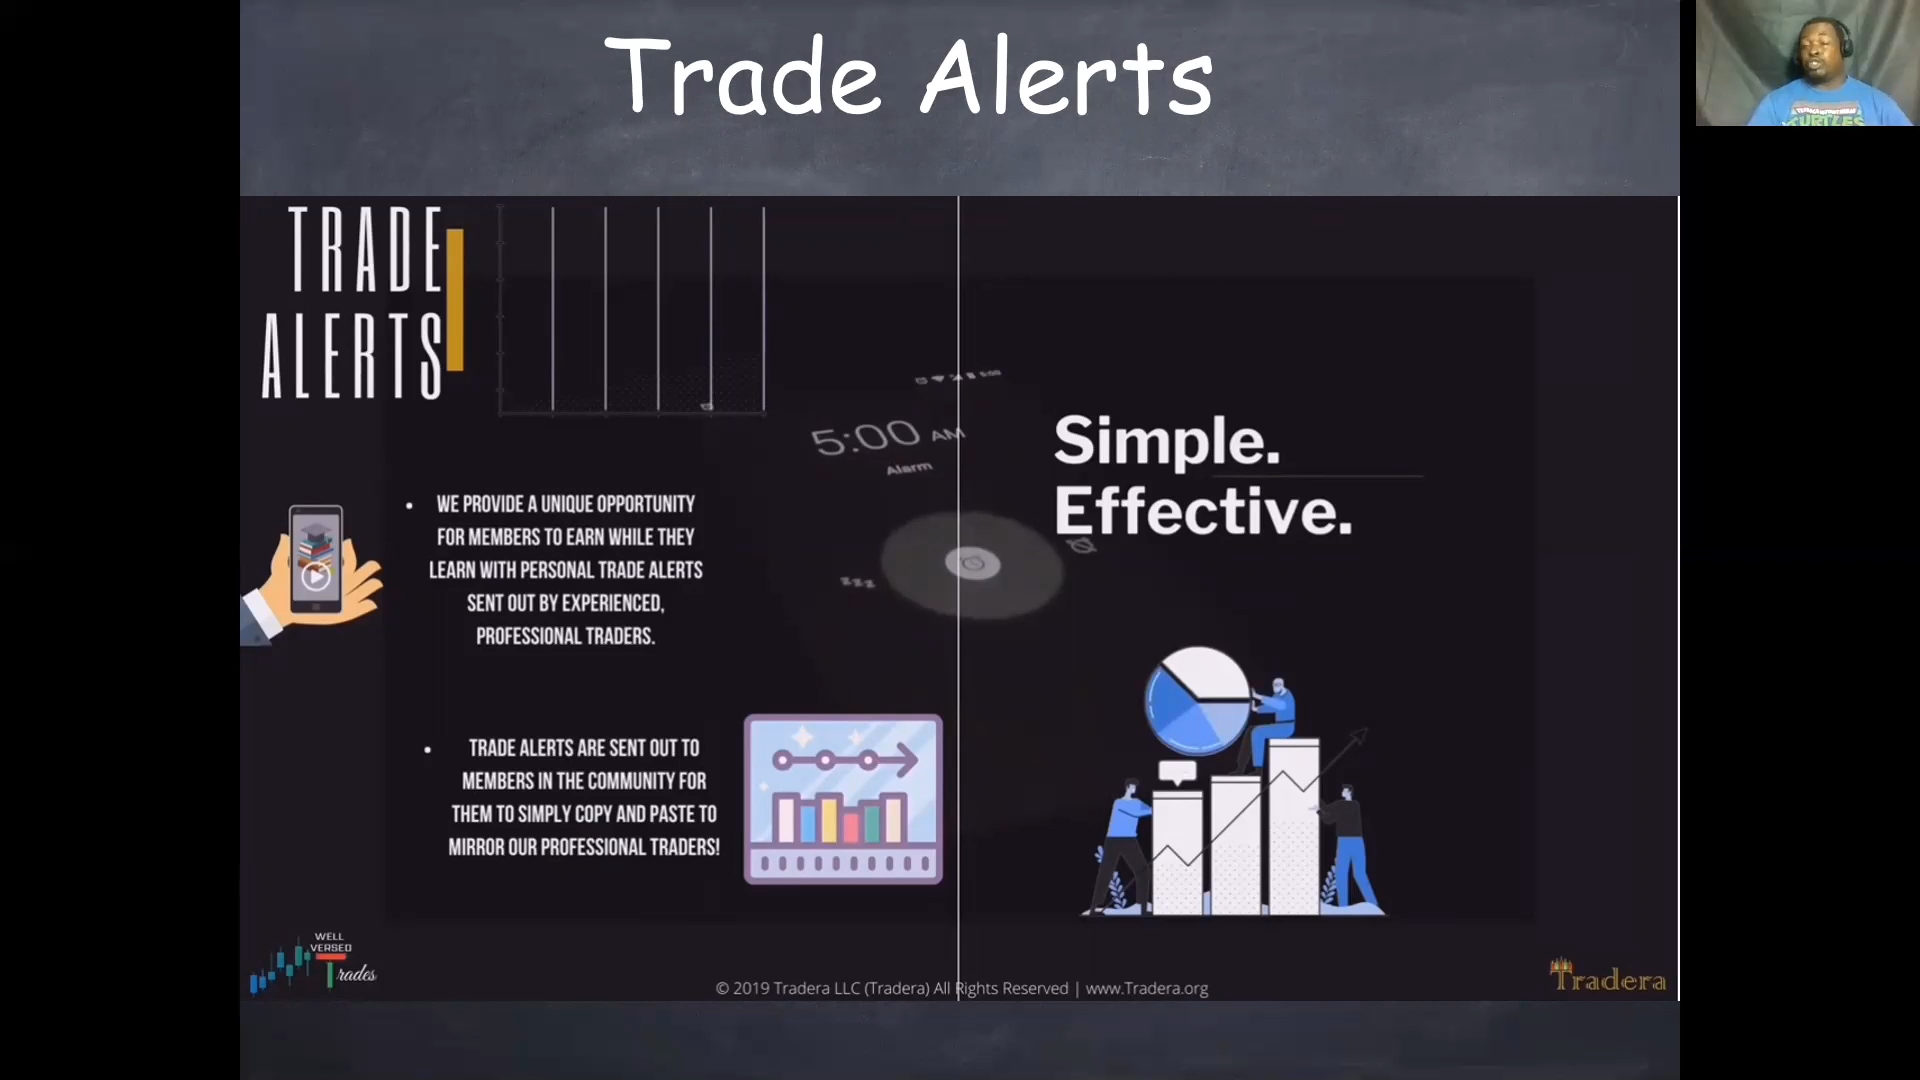 Trade Alerts
TRADE
ALERTS
5:00 AM
Alarm
zzz
Simple.
Effective.
• WE PROVIDE A UNIQUE OPPORTUNITY
FOR MEMBERS TO EARN WHILE THEY
LEARN WITH PERSONAL TRADE ALERTS
SENT OUT BY EXPERIENCED,
PROFESSIONAL TRADERS.
• TRADE ALERTS ARE SENT OUT TO
MEMBERS IN THE COMMUNITY FOR
THEM TO SIMPLY COPY AND PASTE TO
MIRROR OUR PROFESSIONAL TRADERS!
WELL
VERSED
Trades
© 2019 Tradera LLC (Tradera) All Rights Reserved | www.Tradera.org
Tradera
TURTLES